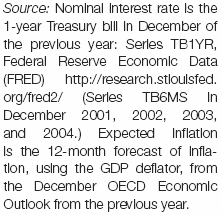 Source: Nominal interest rate is the
1-year Treasury bill in December of
the previous year: Series TB1YR,
Federal Reserve Economic Data
(FRED) http://research.stlouisfed.
org/fred2/ (Series TB6MS in
December 2001, 2002, 2003,
and 2004.) Expected inflation
is the 12-month forecast of infla-
tion, using the GDP deflator, from
the December OECD Economic
Outlook from the previous year.